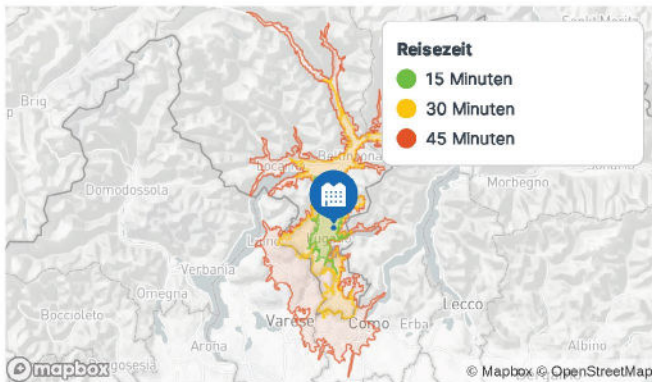 Reisezeit
15 Minuten
30 Minuten
45 Minuten
Brig
Domodossola
Morbegno
Verbania
Omegna
Lecco
Varese
Como
Erba
Boccioleto
Arona
Albino
mapbox
© Mapbox © OpenStreetMap